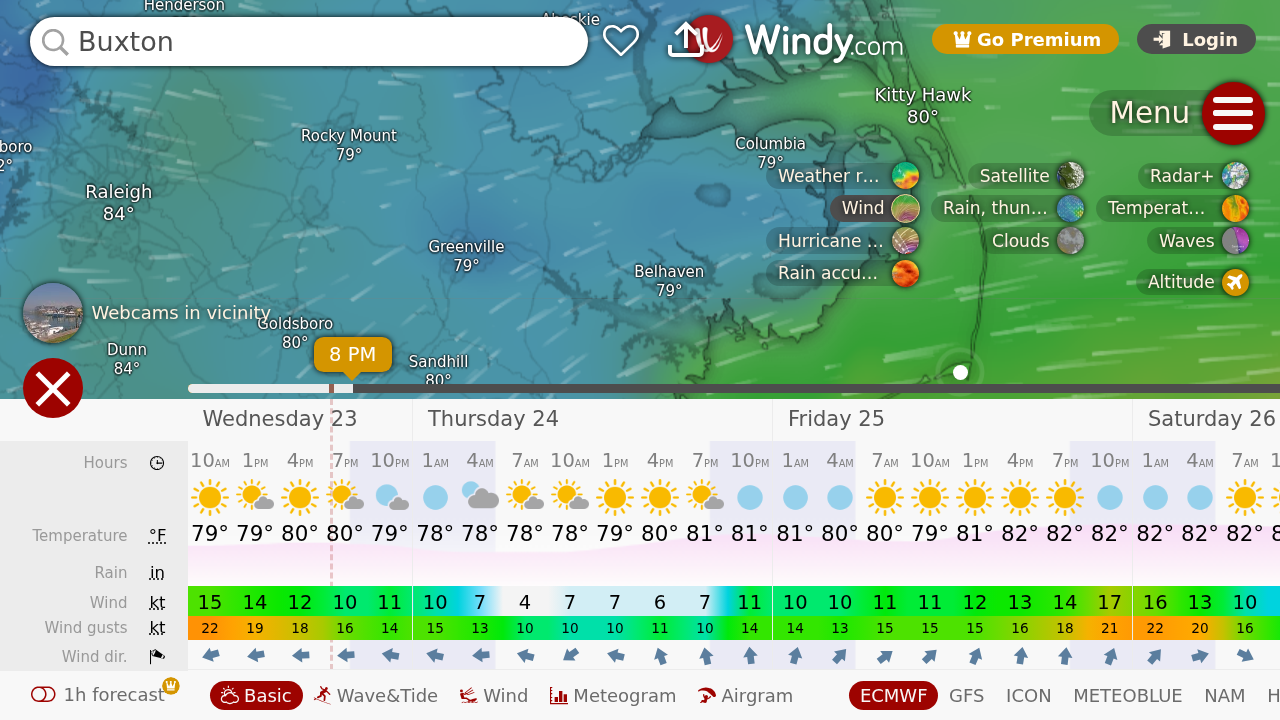 Henderson
Buxton
Windy.com
Go Premium
Login
Kitty Hawk
80°
Menu
Rocky Mount
79°
Columbia
79°
Raleigh
84°
Weather r...
Satellite
Radar+
Wind
Rain, thun...
Temperat...
Hurricane ...
Clouds
Waves
Rain accu...
Altitude
Greenville
79°
Belhaven
79°
Webcams in vicinity
Goldsboro
80°
Dunn
84°
8 PM
Sandhill
80°
Wednesday 23 Thursday 24 Friday 25 Saturday 26
Hours 10AM 1PM 4PM 7PM 10PM 1AM 4AM 7AM 10AM 1PM 4PM 7PM 10PM 1AM 4AM 7AM 10AM 1PM 4PM 7PM 10PM 1AM 4AM 7AM
Temperature °F 79° 79° 80° 80° 79° 78° 78° 78° 78° 79° 80° 81° 81° 81° 80° 80° 79° 81° 82° 82° 82° 82° 82° 82°
Rain in
Wind kt 15 14 12 10 11 10 7 4 7 7 6 7 11 10 10 11 11 12 13 14 17 16 13 10
Wind gusts kt 22 19 18 16 14 15 13 10 10 10 11 10 14 14 13 15 15 15 16 18 21 22 20 16
Wind dir.
1h forecast Basic Wave&Tide Wind Meteogram Airgram ECMWF GFS ICON METEOBLUE NAM